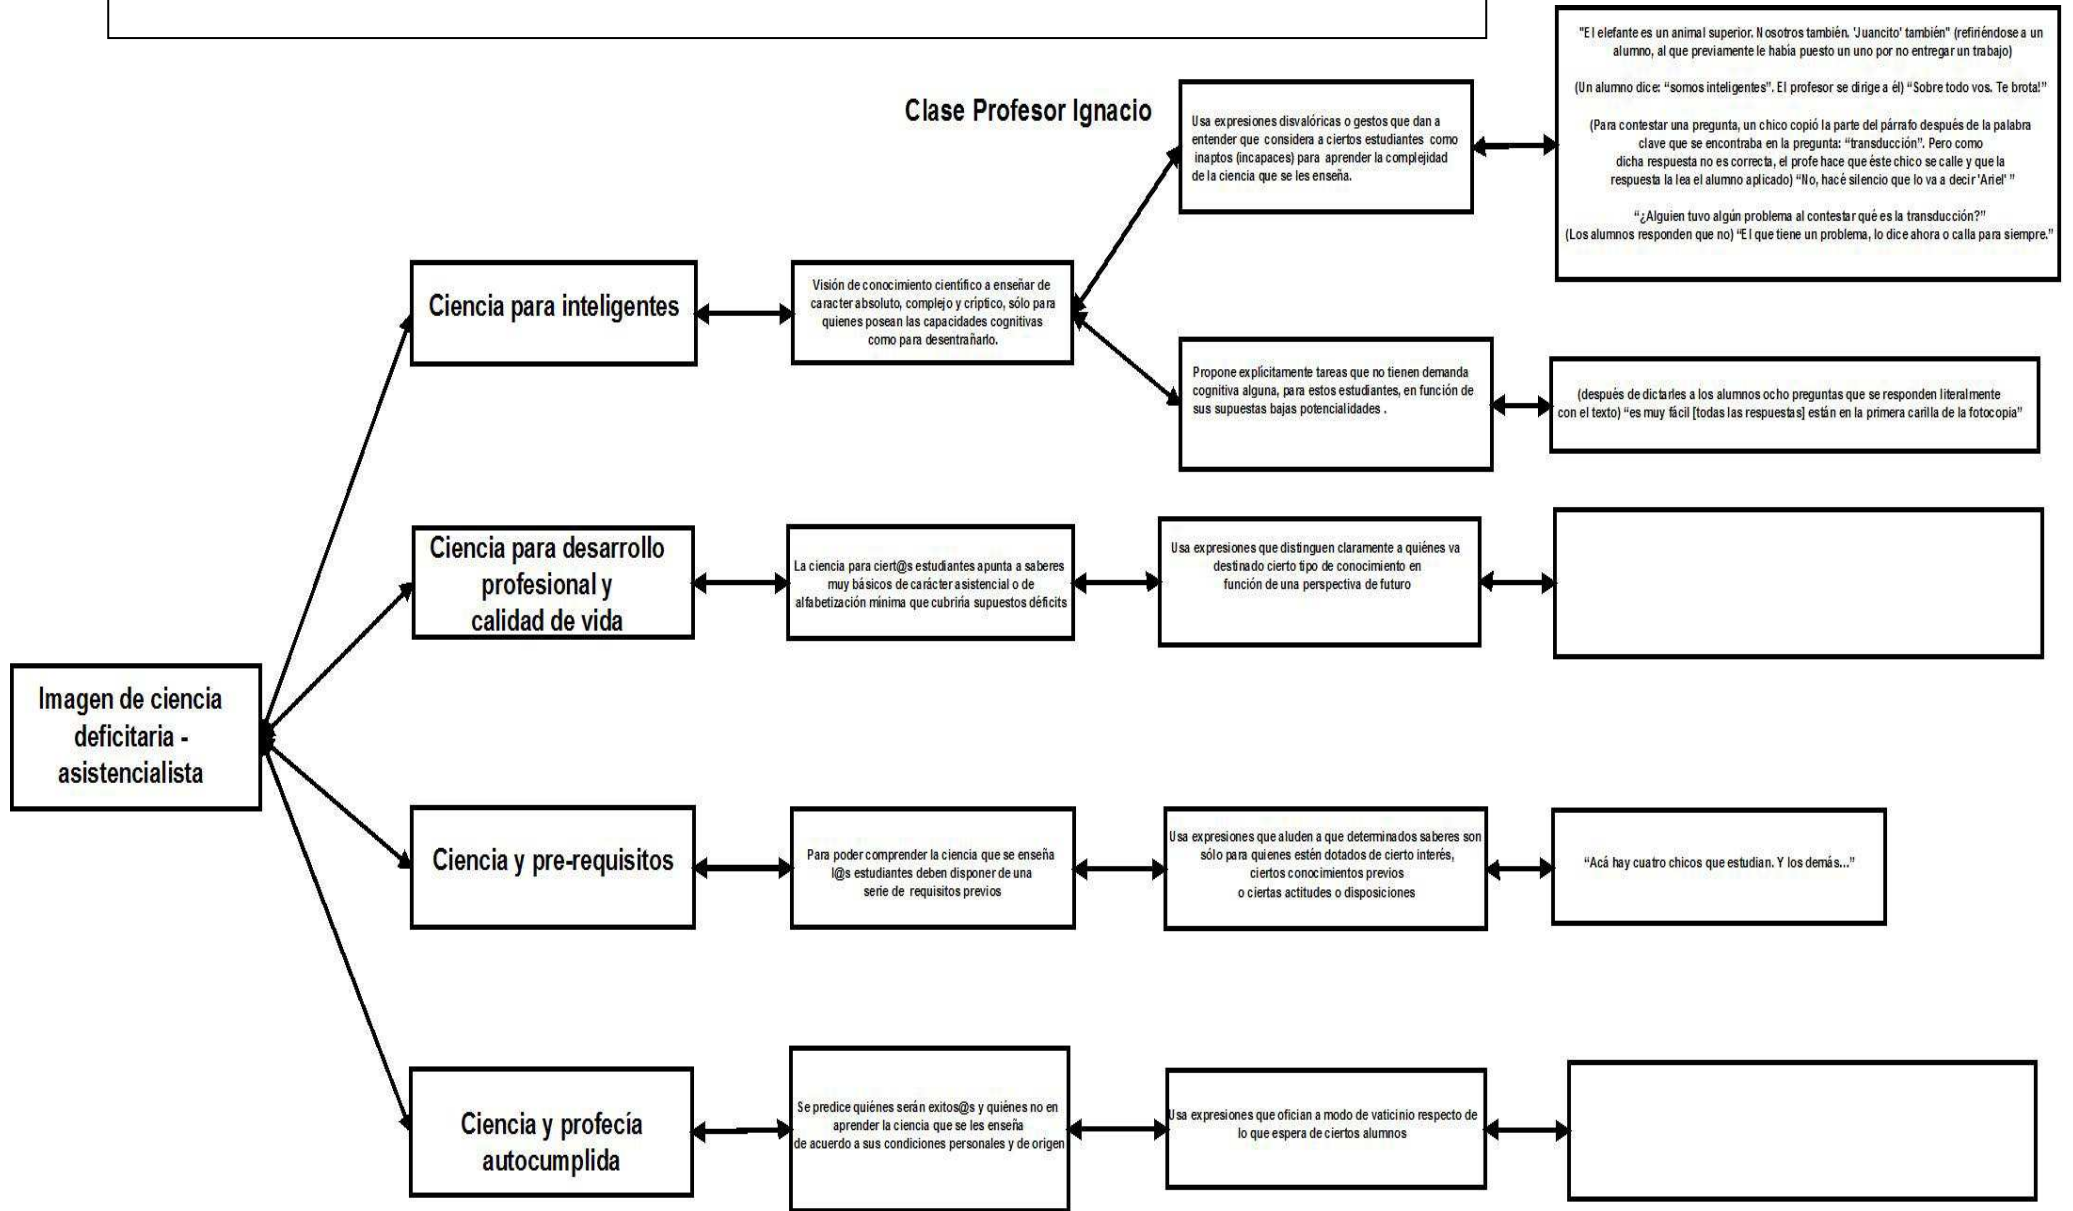 Clase Profesor Ignacio
"El elefante es un animal superior. Nosotros también. 'Juancito' también" (refiriéndose a un
alumno, al que previamente le había puesto un uno por no entregar un trabajo)
(Un alumno dice: “somos inteligentes”. El profesor se dirige a él) “Sobre todo vos. Te brota!”
(Para contestar una pregunta, un chico copió la parte del párrafo después de la palabra
clave que se encontraba en la pregunta: “transducción”. Pero como
dicha respuesta no es correcta, el profe hace que éste chico se calle y que la
respuesta la lea el alumno aplicado) “No, hacé silencio que lo va a decir 'Ariel' ”
“¿Alguien tuvo algún problema al contestar qué es la transducción?”
(Los alumnos responden que no) “El que tiene un problema, lo dice ahora o calla para siempre.”
Usa expresiones disvalóricas o gestos que dan a
entender que considera a ciertos estudiantes como
inaptos (incapaces) para aprender la complejidad
de la ciencia que se les enseña.
Ciencia para inteligentes
Visión de conocimiento científico a enseñar de
caracter absoluto, complejo y críptico, sólo para
quienes posean las capacidades cognitivas
como para desentrañarlo.
Propone explícitamente tareas que no tienen demanda
cognitiva alguna, para estos estudiantes, en función de
sus supuestas bajas potencialidades .
(después de dictarles a los alumnos ocho preguntas que se responden literalmente
con el texto) “es muy fácil [todas las respuestas] están en la primera carilla de la fotocopia”
Ciencia para desarrollo
profesional y
calidad de vida
La ciencia para ciert@s estudiantes apunta a saberes
muy básicos de carácter asistencial o de
alfabetización mínima que cubriría supuestos déficits
Usa expresiones que distinguen claramente a quiénes va
destinado cierto tipo de conocimiento en
función de una perspectiva de futuro
Imagen de ciencia
deficitaria -
asistencialista
Ciencia y pre-requisitos
Para poder comprender la ciencia que se enseña
l@s estudiantes deben disponer de una
serie de requisitos previos
Usa expresiones que aluden a que determinados saberes son
sólo para quienes estén dotados de cierto interés,
ciertos conocimientos previos
o ciertas actitudes o disposiciones
“Acá hay cuatro chicos que estudian. Y los demás...”
Ciencia y profecía
autocumplida
Se predice quiénes serán exitos@s y quiénes no en
aprender la ciencia que se les enseña
de acuerdo a sus condiciones personales y de origen
Usa expresiones que ofician a modo de vaticinio respecto de
lo que espera de ciertos alumnos